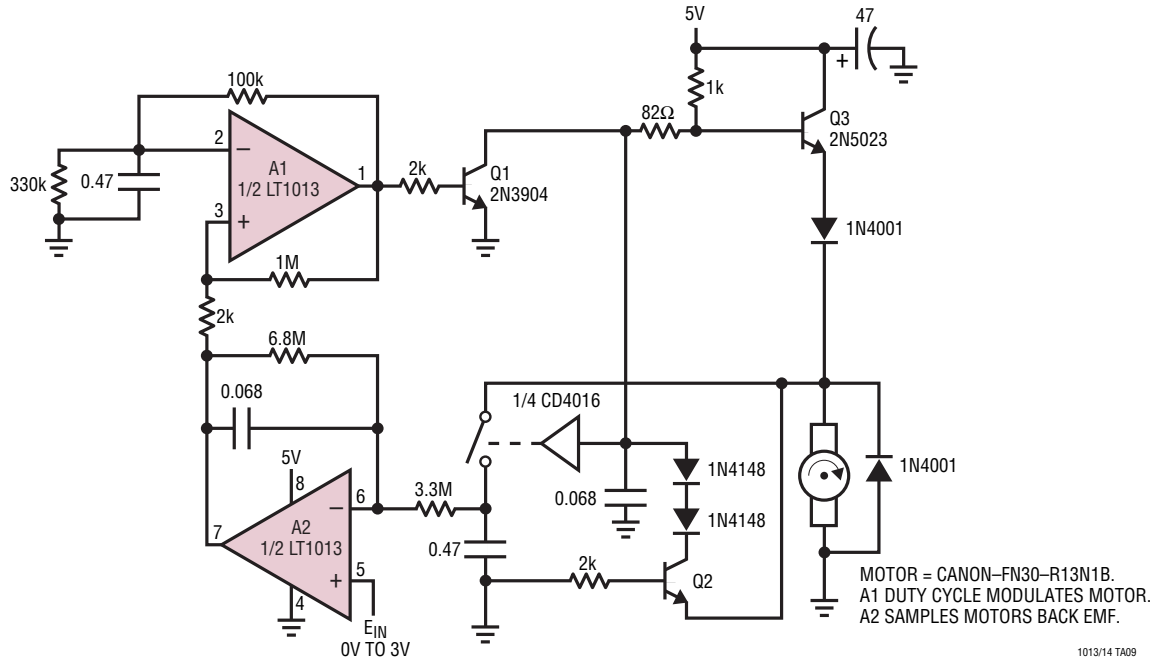 5V
47
+
100k
1k
82Ω
2
−
Q3
2N5023
A1
1/2 LT1013
1
2k
Q1
2N3904
330k
0.47
3
+
1N4001
1M
2k
6.8M
0.068
1/4 CD4016
5V
8
1N4148
1N4001
3.3M
0.068
6
−
1N4148
7
A2
1/2 LT1013
0.47
2k
5
+
Q2
4
MOTOR = CANON–FN30–R13N1B.
A1 DUTY CYCLE MODULATES MOTOR.
A2 SAMPLES MOTORS BACK EMF.
EIN
0V TO 3V
1013/14 TA09